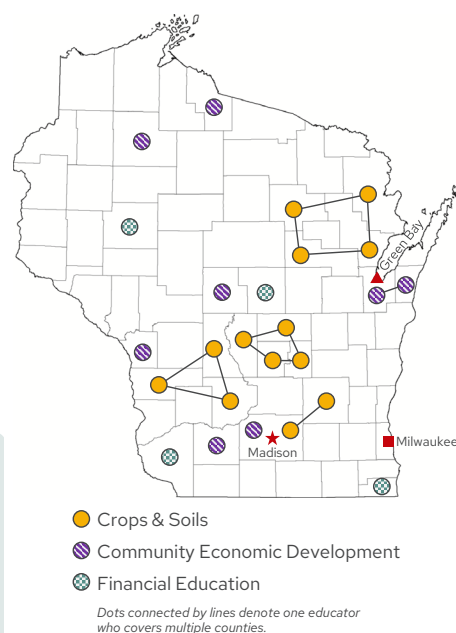 Green Bay
Milwaukee
Madison
Crops & Soils
Community Economic Development
Financial Education
Dots connected by lines denote one educator
who covers multiple counties.